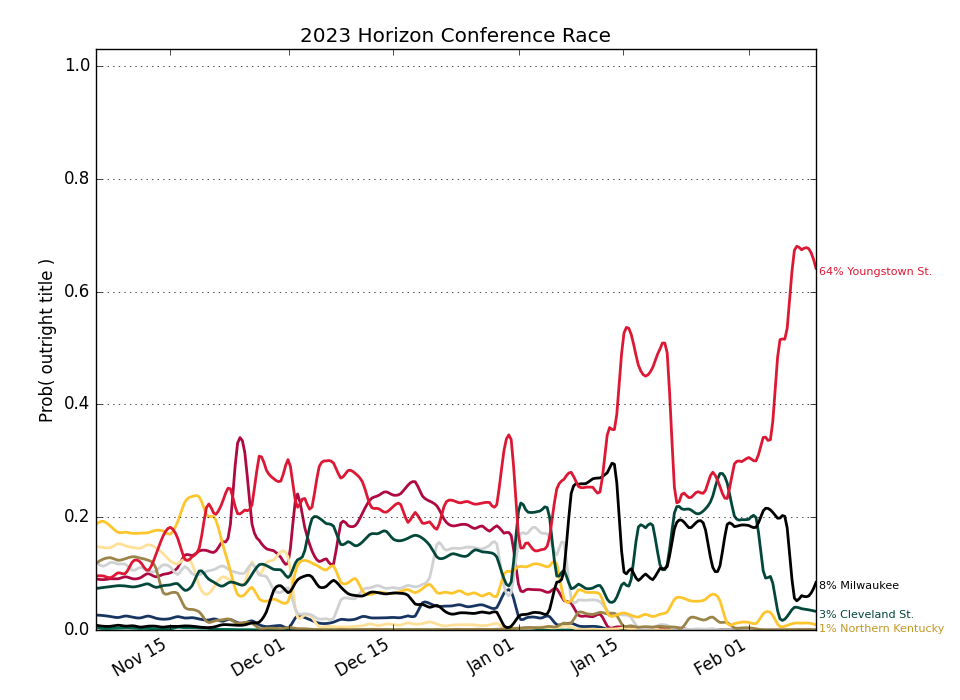 2023 Horizon Conference Race
1.0
0.8
0.6
0.4
0.2
0.0
Prob( outright title )
64% Youngstown St.
8% Milwaukee
3% Cleveland St.
1% Northern Kentucky
Nov 15
Dec 01
Dec 15
Jan 01
Jan 15
Feb 01